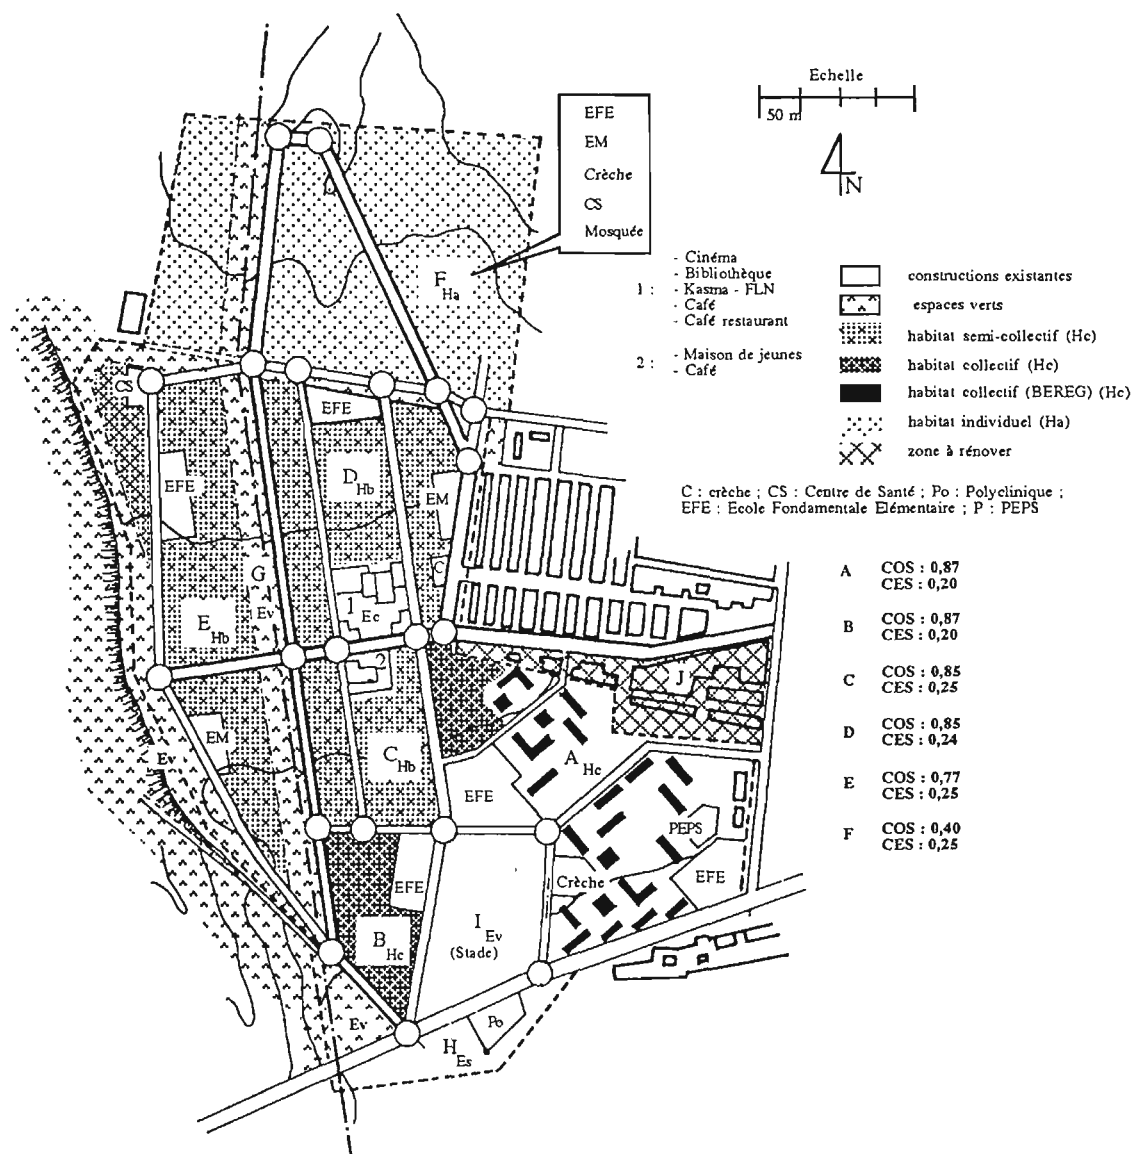 Echelle
50 m
N
EFE
EM
Crèche
CS
Mosquée
1 :
- Cinéma
- Bibliothèque
- Kasma - FLN
- Café
- Café restaurant
2 :
- Maison de jeunes
- Café
constructions existantes
espaces verts
habitat semi-collectif (Hc)
habitat collectif (Hc)
habitat collectif (BEREG) (Hc)
habitat individuel (Ha)
zone à rénover
C : crèche ; CS : Centre de Santé ; Po : Polyclinique ;
EFE : Ecole Fondamentale Elémentaire ; P : PEPS
A COS : 0,87
CES : 0,20
B COS : 0,87
CES : 0,20
C COS : 0,85
CES : 0,25
D COS : 0,85
CES : 0,24
E COS : 0,77
CES : 0,25
F COS : 0,40
CES : 0,25
F Ha
CS
EFE
EFE
D Hb
EM
C
G
Ev
1
Ec
E Hb
2
J
EM
Ev
C Hb
A Hc
EFE
PEPS
EFE
Crèche
EFE
B Hc
I Ev
(Stade)
Ev
Po
H Es